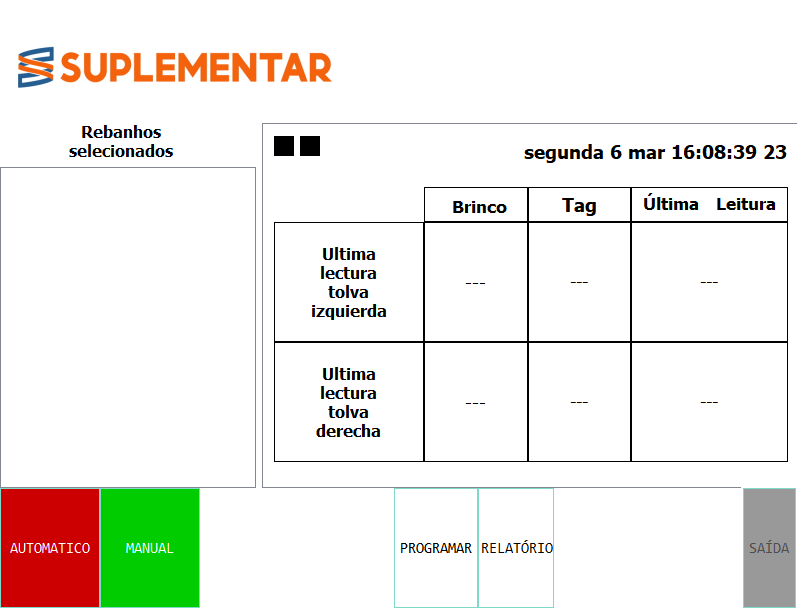 SUPLEMENTAR
Rebanhos
selecionados
segunda 6 mar 16:08:39 23
Brinco Tag Última Leitura
Ultima
lectura
tolva
izquierda
--- --- ---
Ultima
lectura
tolva
derecha
--- --- ---
AUTOMATICO MANUAL PROGRAMAR RELATÓRIO SAÍDA